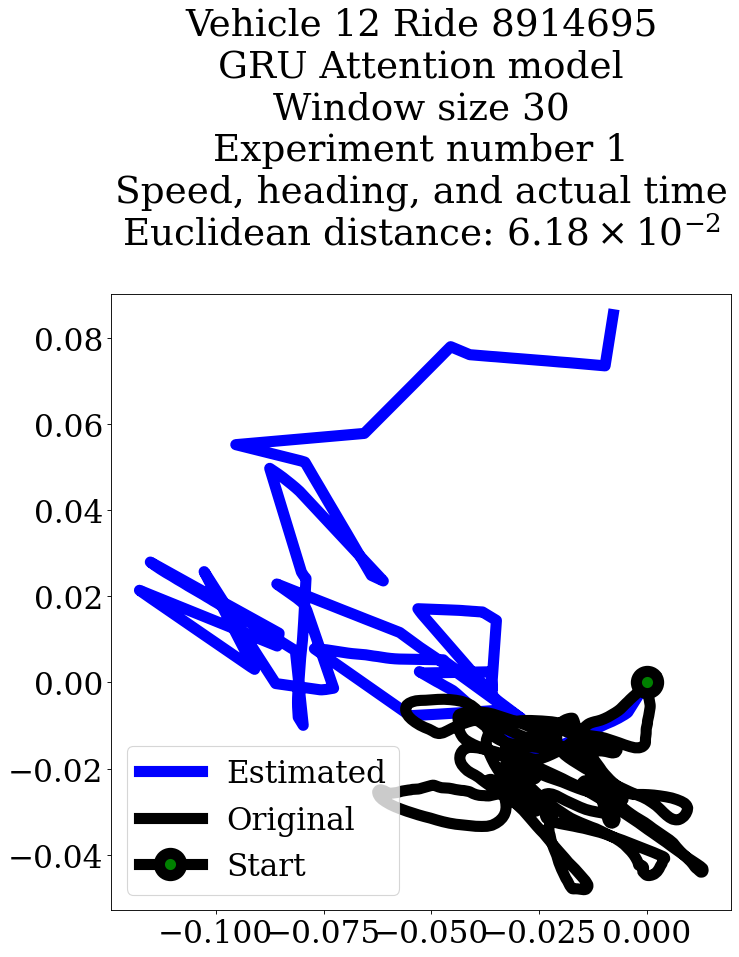 Vehicle 12 Ride 8914695
GRU Attention model
Window size 30
Experiment number 1
Speed, heading, and actual time
Euclidean distance: 6.18 × 10⁻²
0.08
0.06
0.04
0.02
0.00
−0.02
−0.04
Estimated
Original
Start
−0.100 −0.075 −0.050 −0.025 0.000